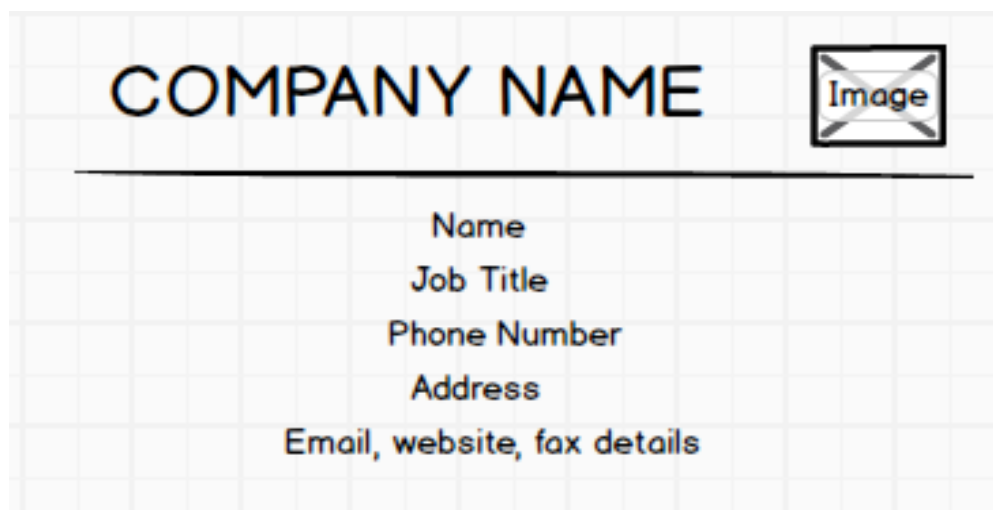 COMPANY NAME
Image
Name
Job Title
Phone Number
Address
Email, website, fax details